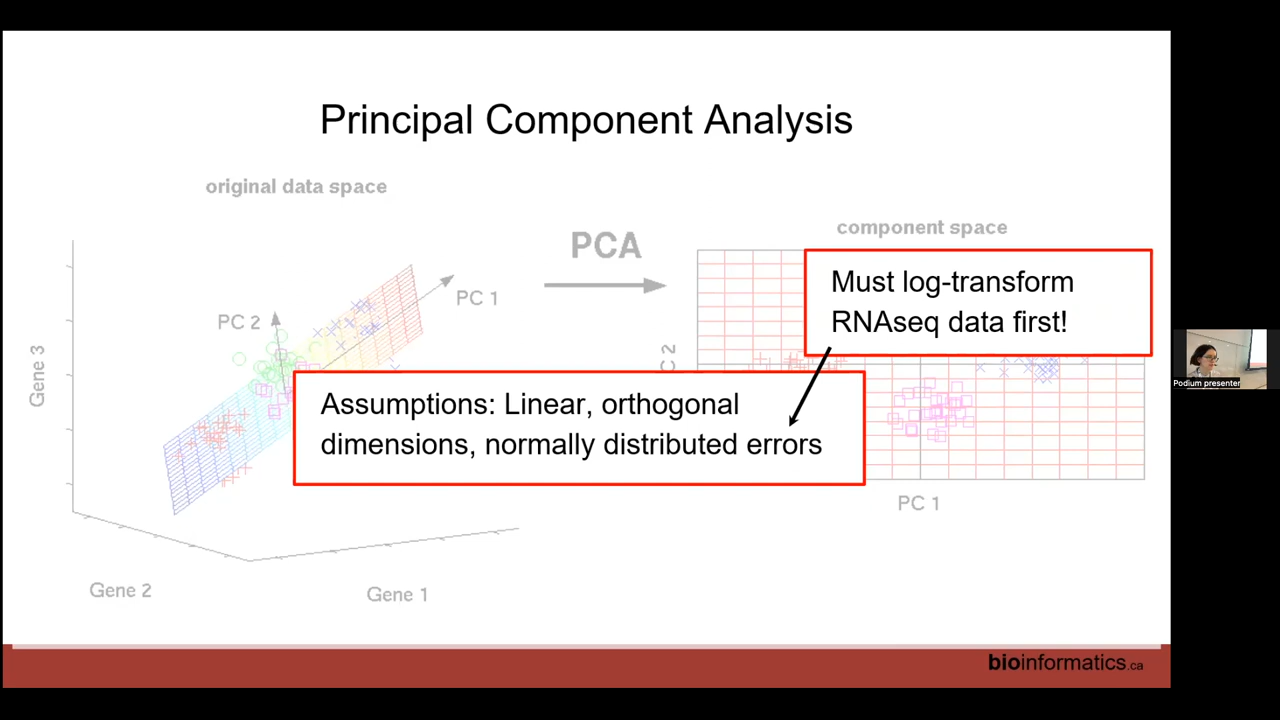 Principal Component Analysis
original data space
PCA
component space
Must log-transform
RNAseq data first!
PC 1
PC 2
Gene 3
C 2
Assumptions: Linear, orthogonal
dimensions, normally distributed errors
PC 1
Gene 2
Gene 1
bioinformatics.ca
Podium presenter